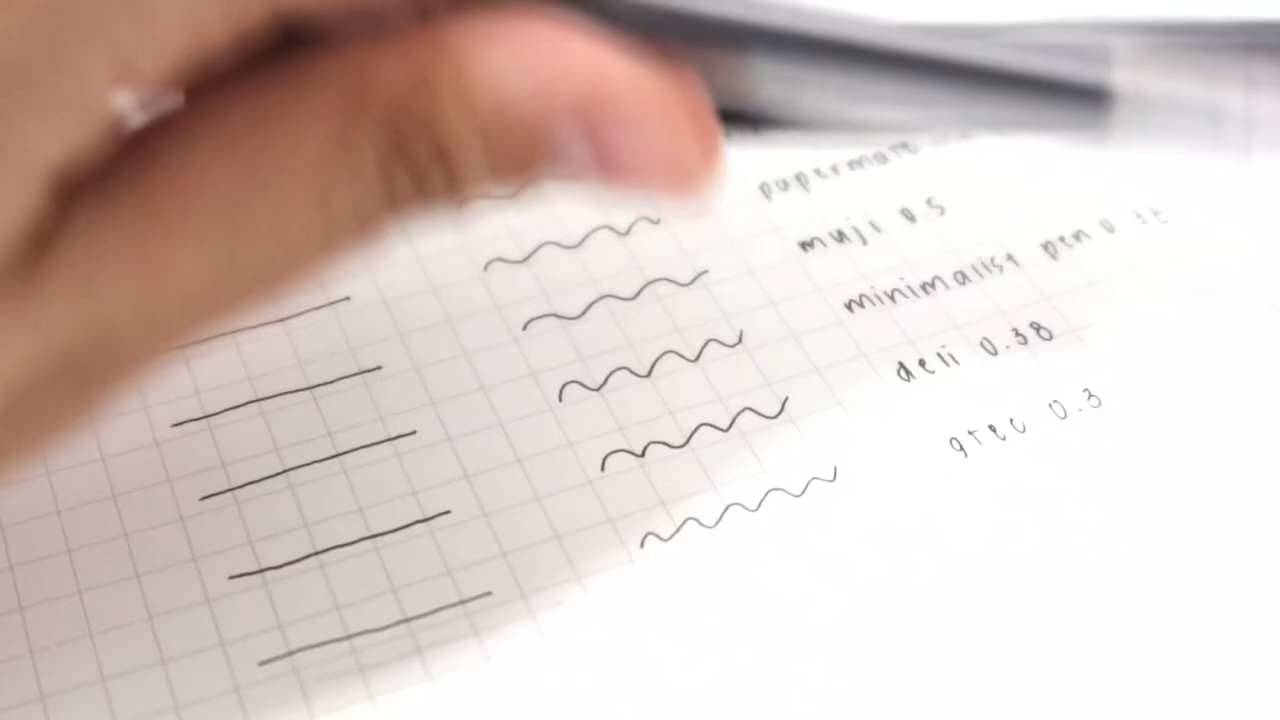 papermate
muji 0.5
minimalist pen
deli 0.38
gtec 0.3